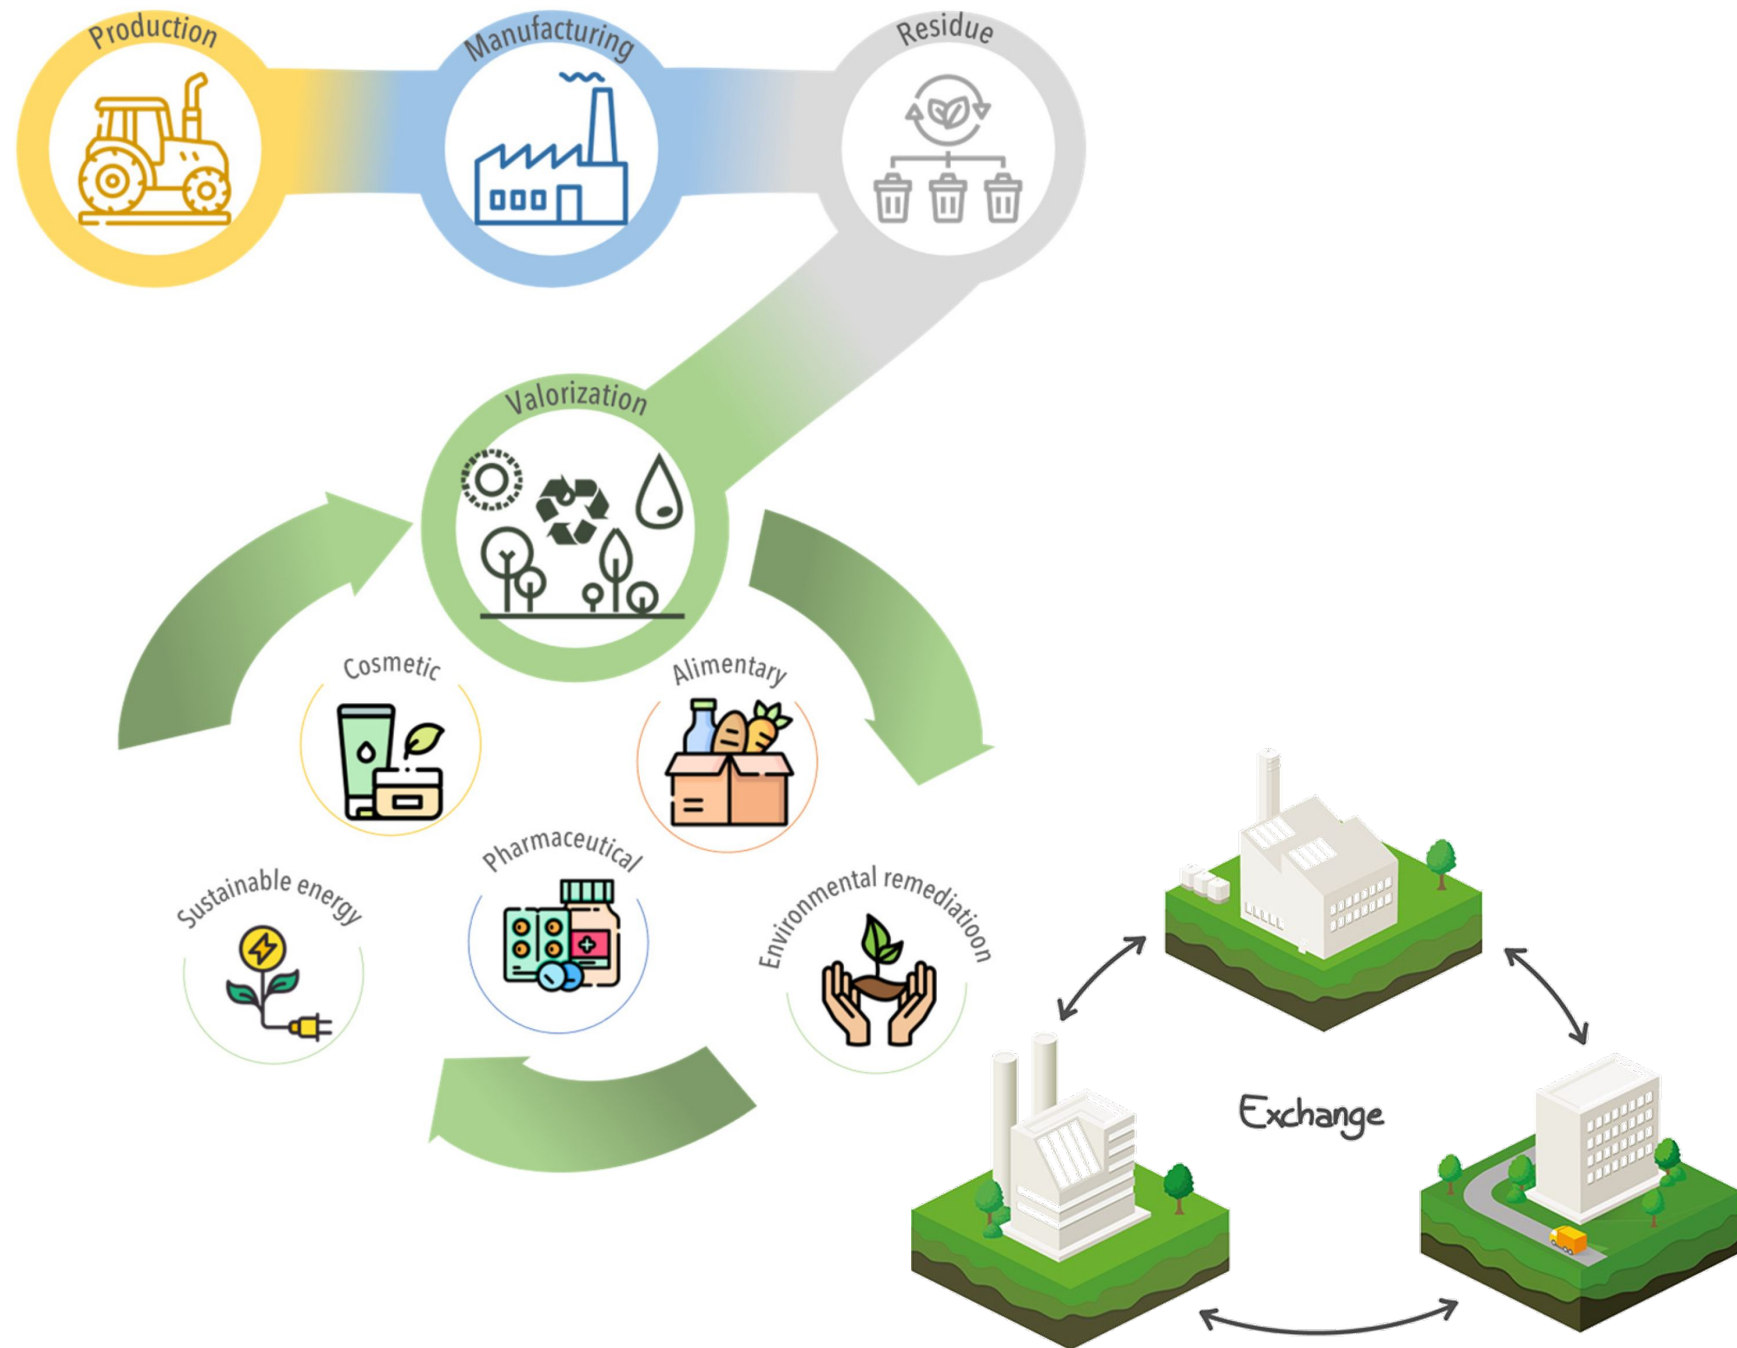 Production
Manufacturing
Residue
Valorization
Cosmetic
Alimentary
Pharmaceutical
Sustainable energy
Environmental remediatioon
Exchange